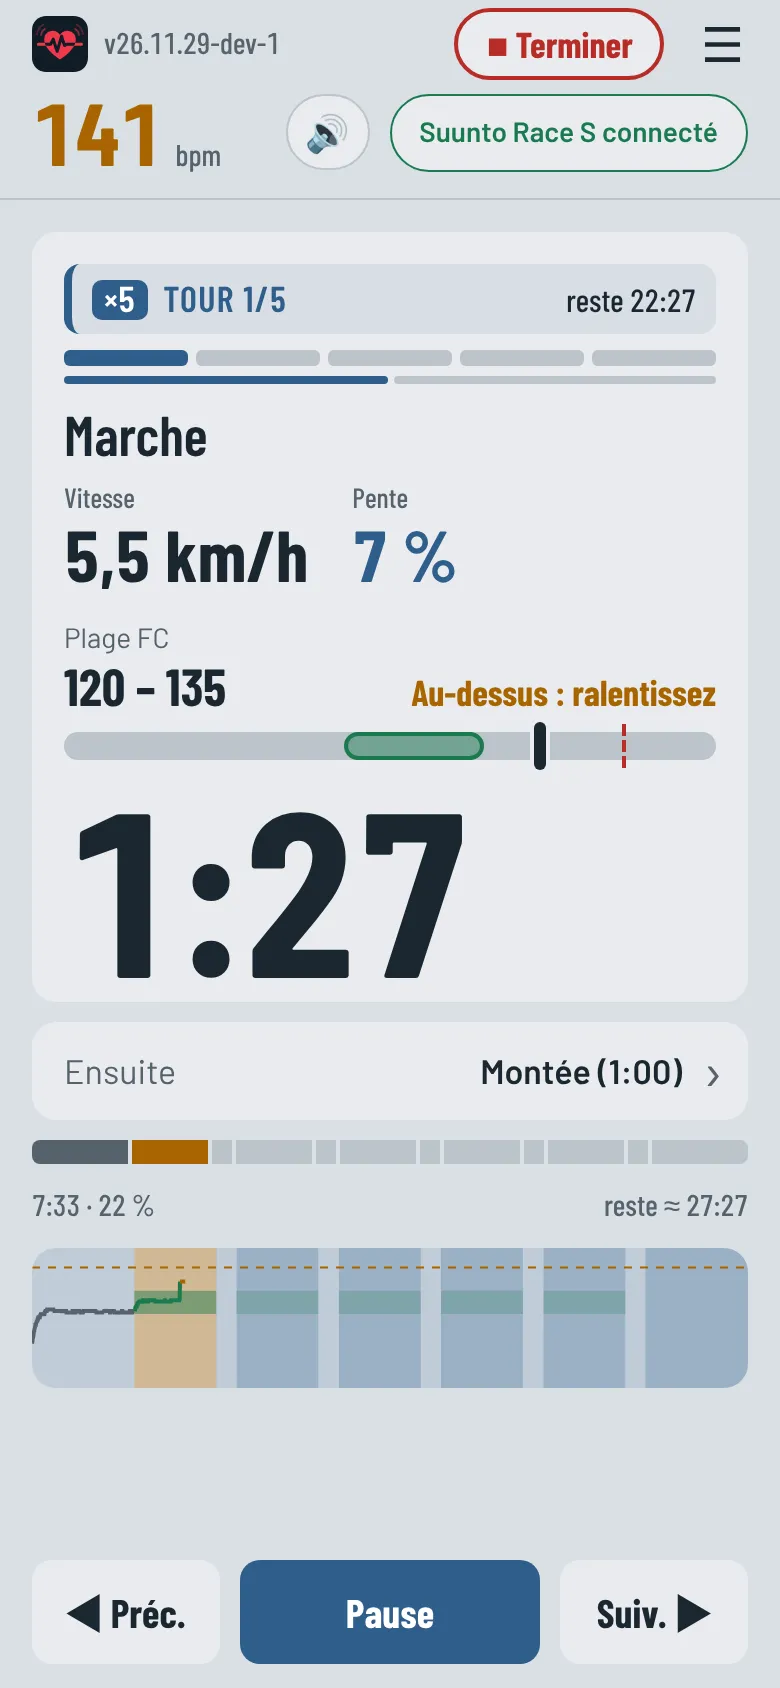 v26.11.29-dev-1
■ Terminer
☰
141 bpm
Suunto Race S connecté
×5 TOUR 1/5 reste 22:27
Marche
Vitesse Pente
5,5 km/h 7 %
Plage FC
120 – 135 Au-dessus : ralentissez
1:27
Ensuite Montée (1:00) ›
7:33 · 22 % reste ≈ 27:27
◀ Préc. Pause Suiv. ▶